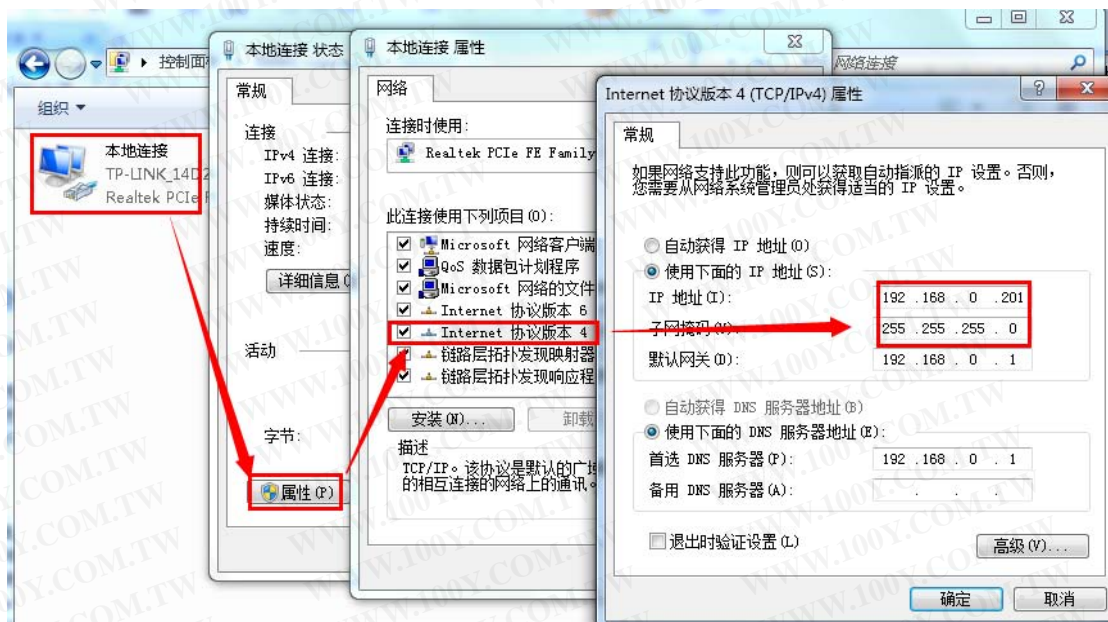 控制面
网络连接
组织
本地连接
TP-LINK_14D2
Realtek PCIe F
本地连接 状态
常规
连接
IPv4 连接:
IPv6 连接:
媒体状态:
持续时间:
速度:
详细信息(
活动
字节:
属性(P)
本地连接 属性
网络
连接时使用:
Realtek PCIe FE Family
此连接使用下列项目(O):
Microsoft 网络客户端
QoS 数据包计划程序
Microsoft 网络的文件
Internet 协议版本 6
Internet 协议版本 4
链路层拓扑发现映射器
链路层拓扑发现响应程
安装(N)...
卸载
描述
TCP/IP。该协议是默认的广域
的相互连接的网络上的通讯。
Internet 协议版本 4 (TCP/IPv4) 属性
常规
如果网络支持此功能，则可以获取自动指派的 IP 设置。否则，
您需要从网络系统管理员处获得适当的 IP 设置。
自动获得 IP 地址(O)
使用下面的 IP 地址(S):
IP 地址(I): 192 .168 . 0 .201
子网掩码(U): 255 .255 .255 . 0
默认网关(D): 192 .168 . 0 . 1
自动获得 DNS 服务器地址(B)
使用下面的 DNS 服务器地址(E):
首选 DNS 服务器(P): 192 .168 . 0 . 1
备用 DNS 服务器(A): . . .
退出时验证设置(L)
高级(V)...
确定
取消
WWW.100Y.COM.TW